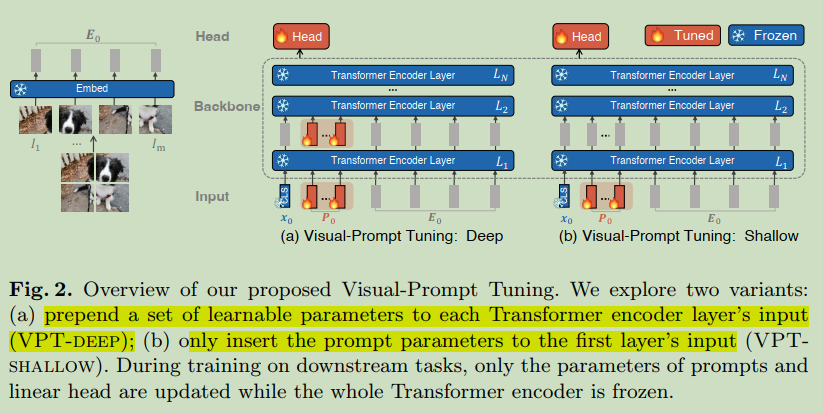 E₀
Embed
I₁ ... Iₘ
Head
Backbone
Input
Head
Transformer Encoder Layer L_N
...
Transformer Encoder Layer L₂
...
Transformer Encoder Layer L₁
CLS ...
x₀ P₀ E₀
(a) Visual-Prompt Tuning: Deep
Head Tuned Frozen
Transformer Encoder Layer L_N
...
Transformer Encoder Layer L₂
...
Transformer Encoder Layer L₁
CLS ...
x₀ P₀ E₀
(b) Visual-Prompt Tuning: Shallow
Fig. 2. Overview of our proposed Visual-Prompt Tuning. We explore two variants:
(a) prepend a set of learnable parameters to each Transformer encoder layer's input
(VPT-DEEP); (b) only insert the prompt parameters to the first layer's input (VPT-
SHALLOW). During training on downstream tasks, only the parameters of prompts and
linear head are updated while the whole Transformer encoder is frozen.